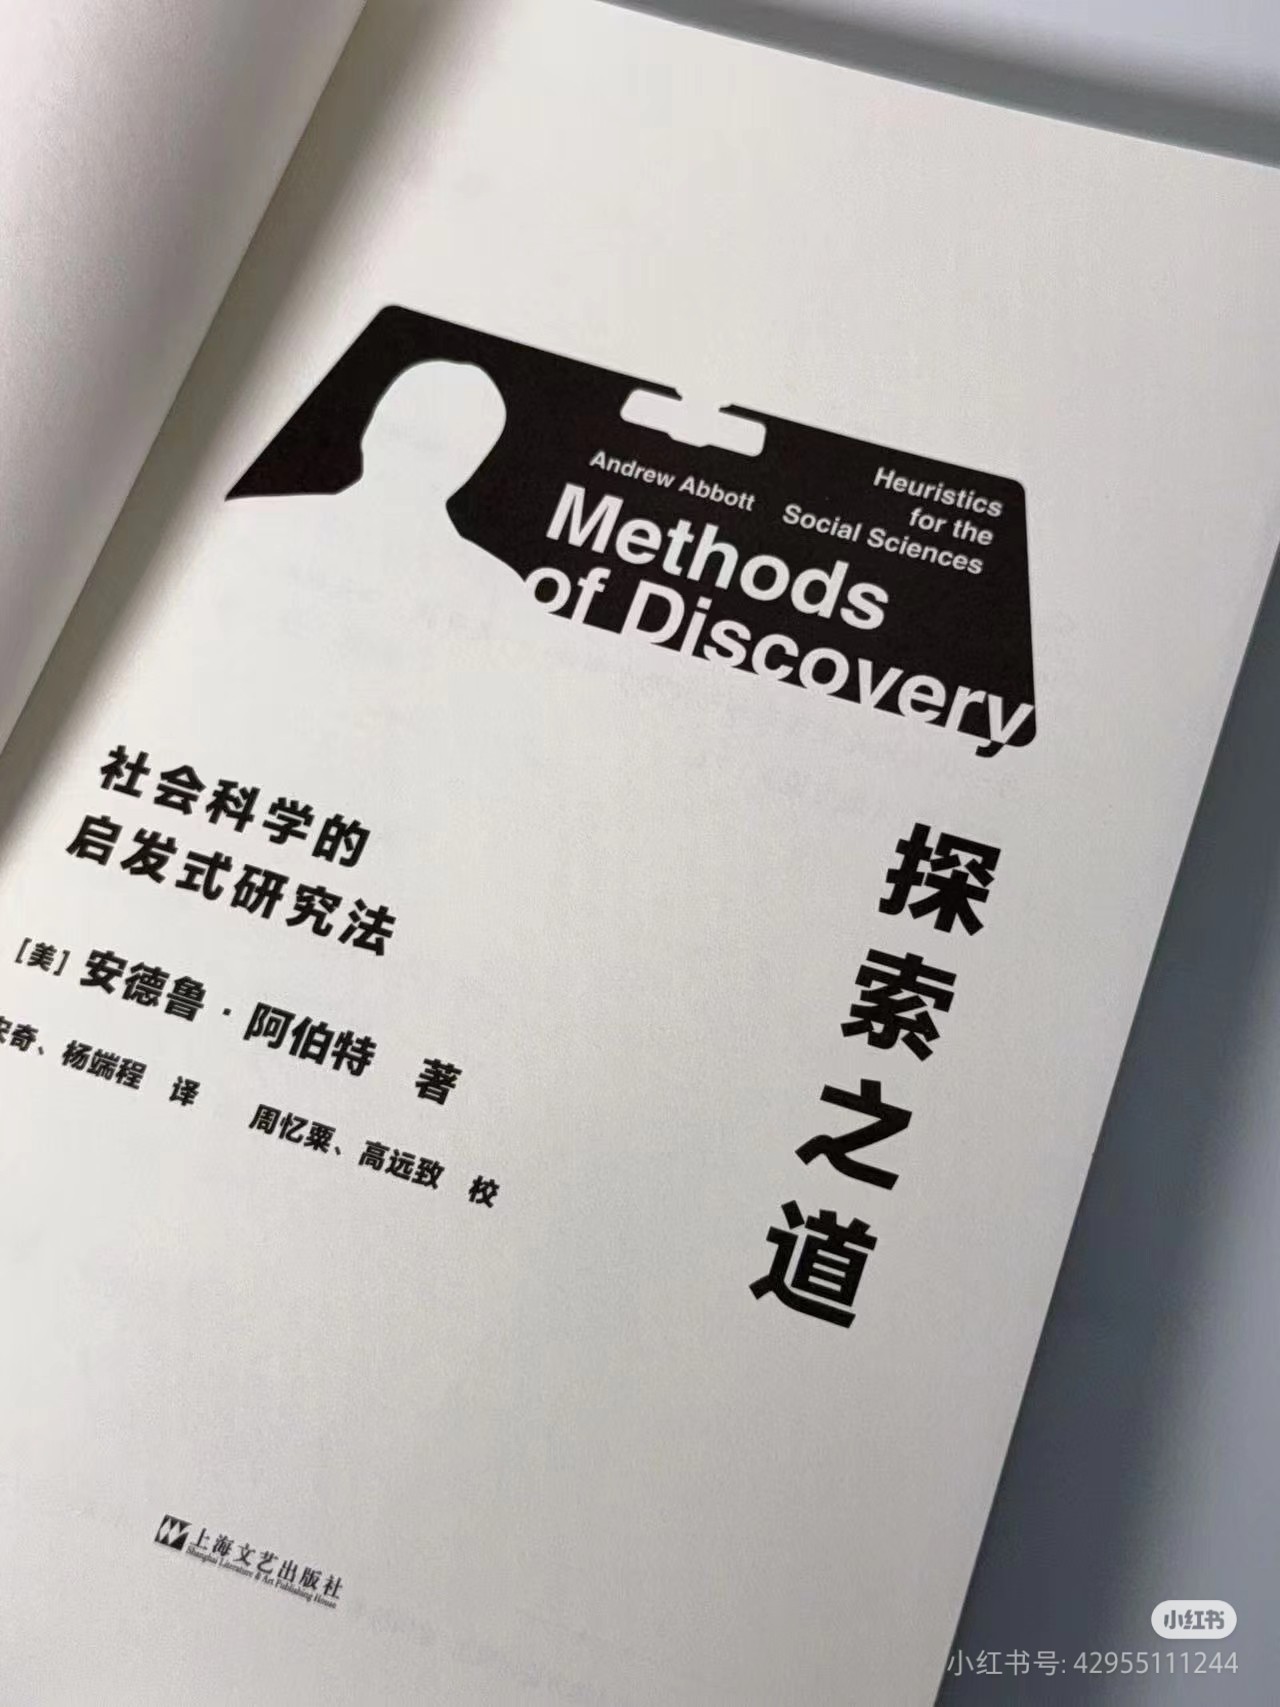 Andrew Abbott
Heuristics
for the
Social Sciences
Methods
of Discovery
探索之道
社会科学的
启发式研究法
[美] 安德鲁·阿伯特 著
奇、杨端程 译 周忆粟、高远致 校
上海文艺出版社
Shanghai Literature & Art Publishing House
小红书
小红书号: 42955111244